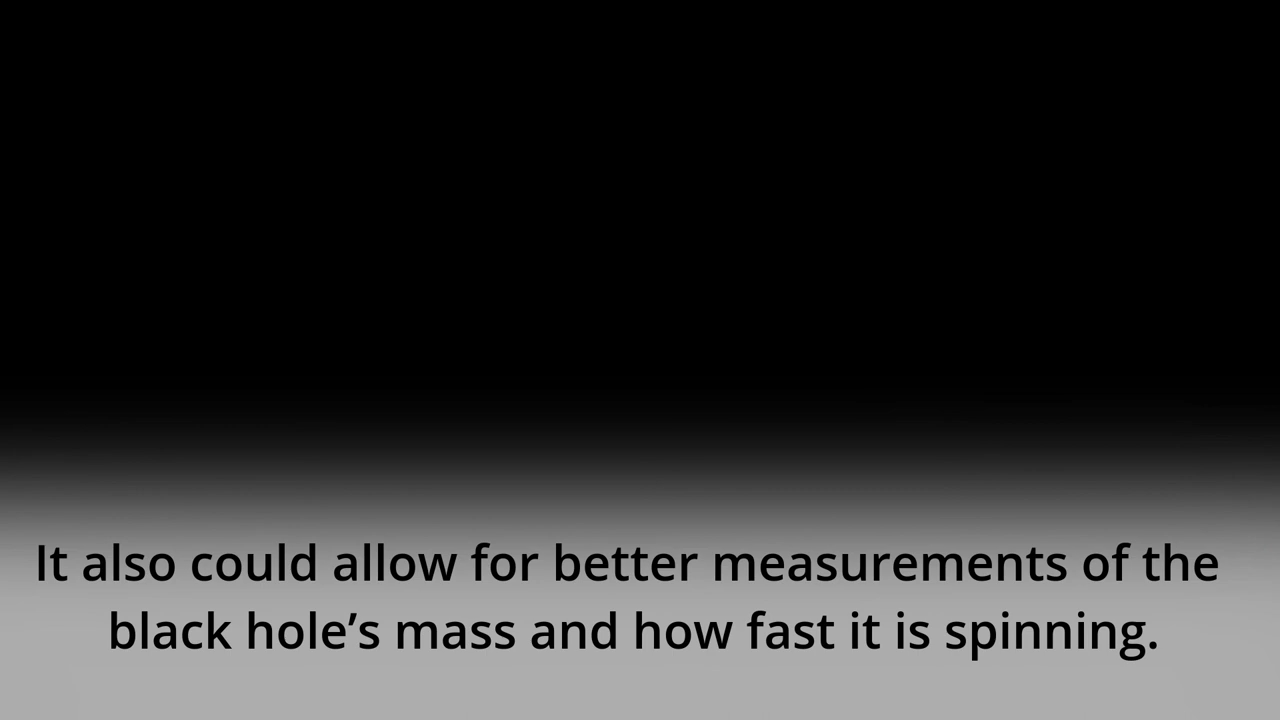 It also could allow for better measurements of the
black hole’s mass and how fast it is spinning.